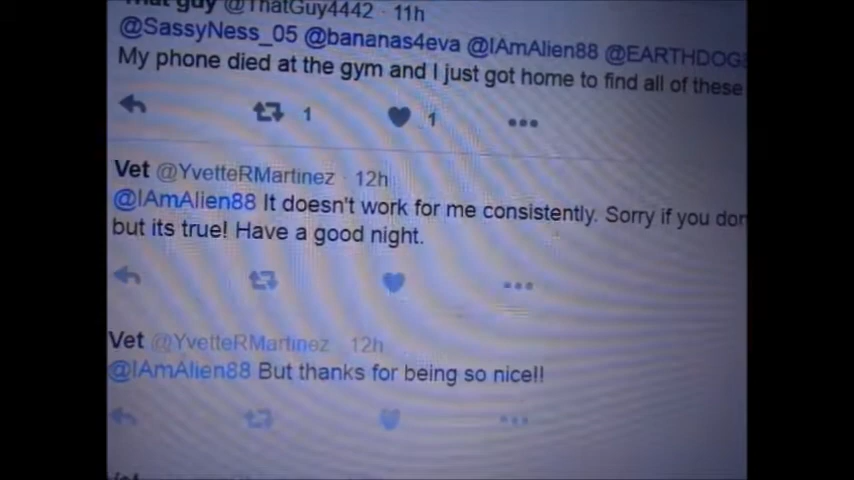 That guy @ThatGuy4442 · 11h
@SassyNess_05 @bananas4eva @IAmAlien88
My phone died at the gym and I just got home to find all of these
1 1
Vet @YvetteRMartinez · 12h
@IAmAlien88 It doesn't work for me consistently. Sorry if you
but its true! Have a good night.
Vet @YvetteRMartinez · 12h
@IAmAlien88 But thanks for being so nice!!